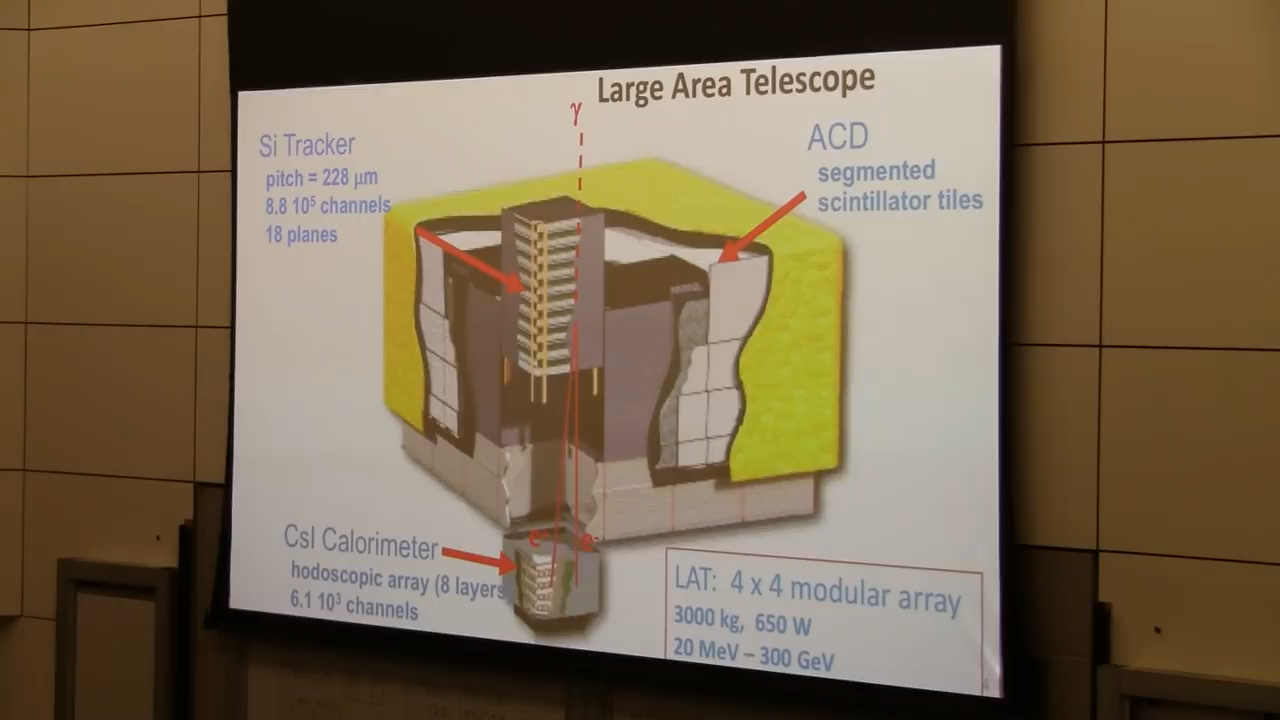 Large Area Telescope
γ
Si Tracker
pitch = 228 μm
8.8 10⁵ channels
18 planes
ACD
segmented
scintillator tiles
e⁺ e⁻
CsI Calorimeter
hodoscopic array (8 layers
6.1 10³ channels
LAT: 4 x 4 modular array
3000 kg, 650 W
20 MeV – 300 GeV
4